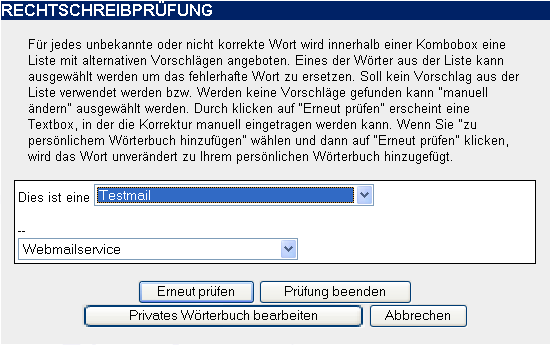 RECHTSCHREIBPRÜFUNG
Für jedes unbekannte oder nicht korrekte Wort wird innerhalb einer Kombobox eine
Liste mit alternativen Vorschlägen angeboten. Eines der Wörter aus der Liste kann
ausgewählt werden um das fehlerhafte Wort zu ersetzen. Soll kein Vorschlag aus der
Liste verwendet werden bzw. Werden keine Vorschläge gefunden kann "manuell
ändern" ausgewählt werden. Durch klicken auf "Erneut prüfen" erscheint eine
Textbox, in der die Korrektur manuell eingetragen werden kann. Wenn Sie "zu
persönlichem Wörterbuch hinzufügen" wählen und dann auf "Erneut prüfen" klicken,
wird das Wort unverändert zu Ihrem persönlichen Wörterbuch hinzugefügt.
Dies ist eine Testmail
--
Webmailservice
Erneut prüfen Prüfung beenden
Privates Wörterbuch bearbeiten Abbrechen